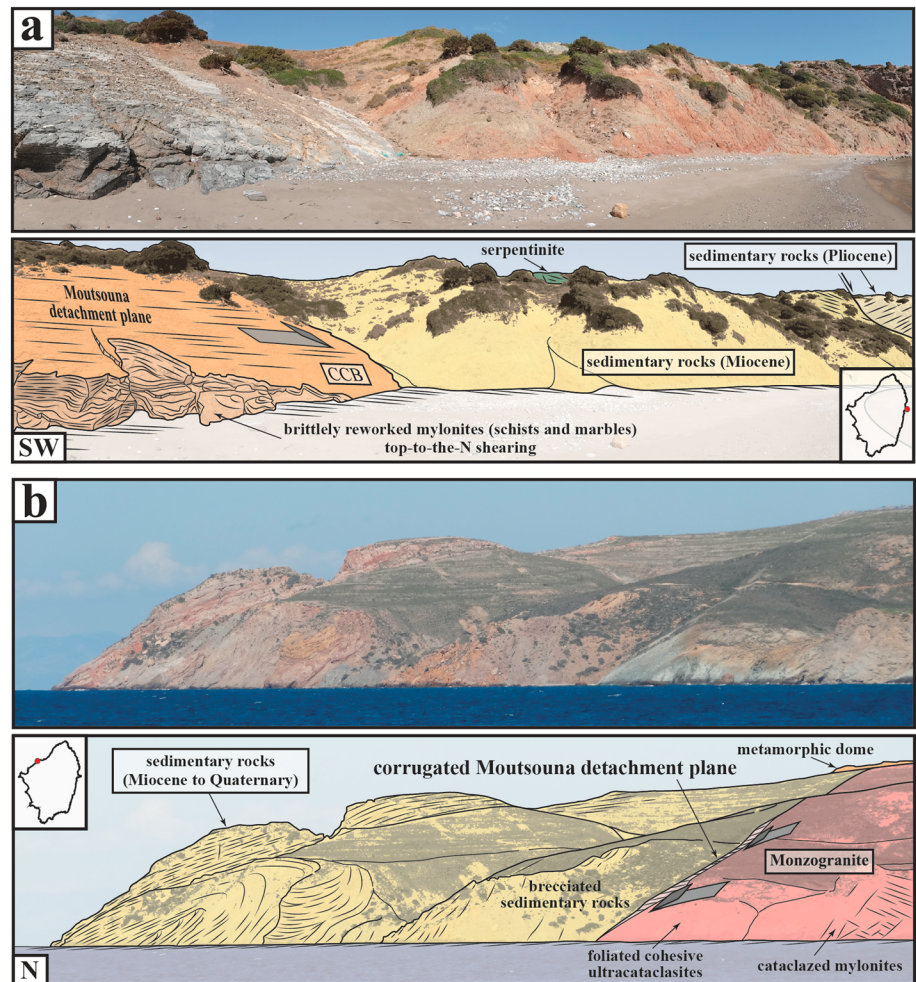 a
serpentinite
sedimentary rocks (Pliocene)
Moutsouna
detachment plane
sedimentary rocks (Miocene)
CCB
brittlely reworked mylonites (schists and marbles)
top-to-the-N shearing
SW
b
metamorphic dome
sedimentary rocks
(Miocene to Quaternary)
corrugated Moutsouna detachment plane
Monzogranite
brecciated
sedimentary rocks
foliated cohesive
ultracataclasites
cataclazed mylonites
N